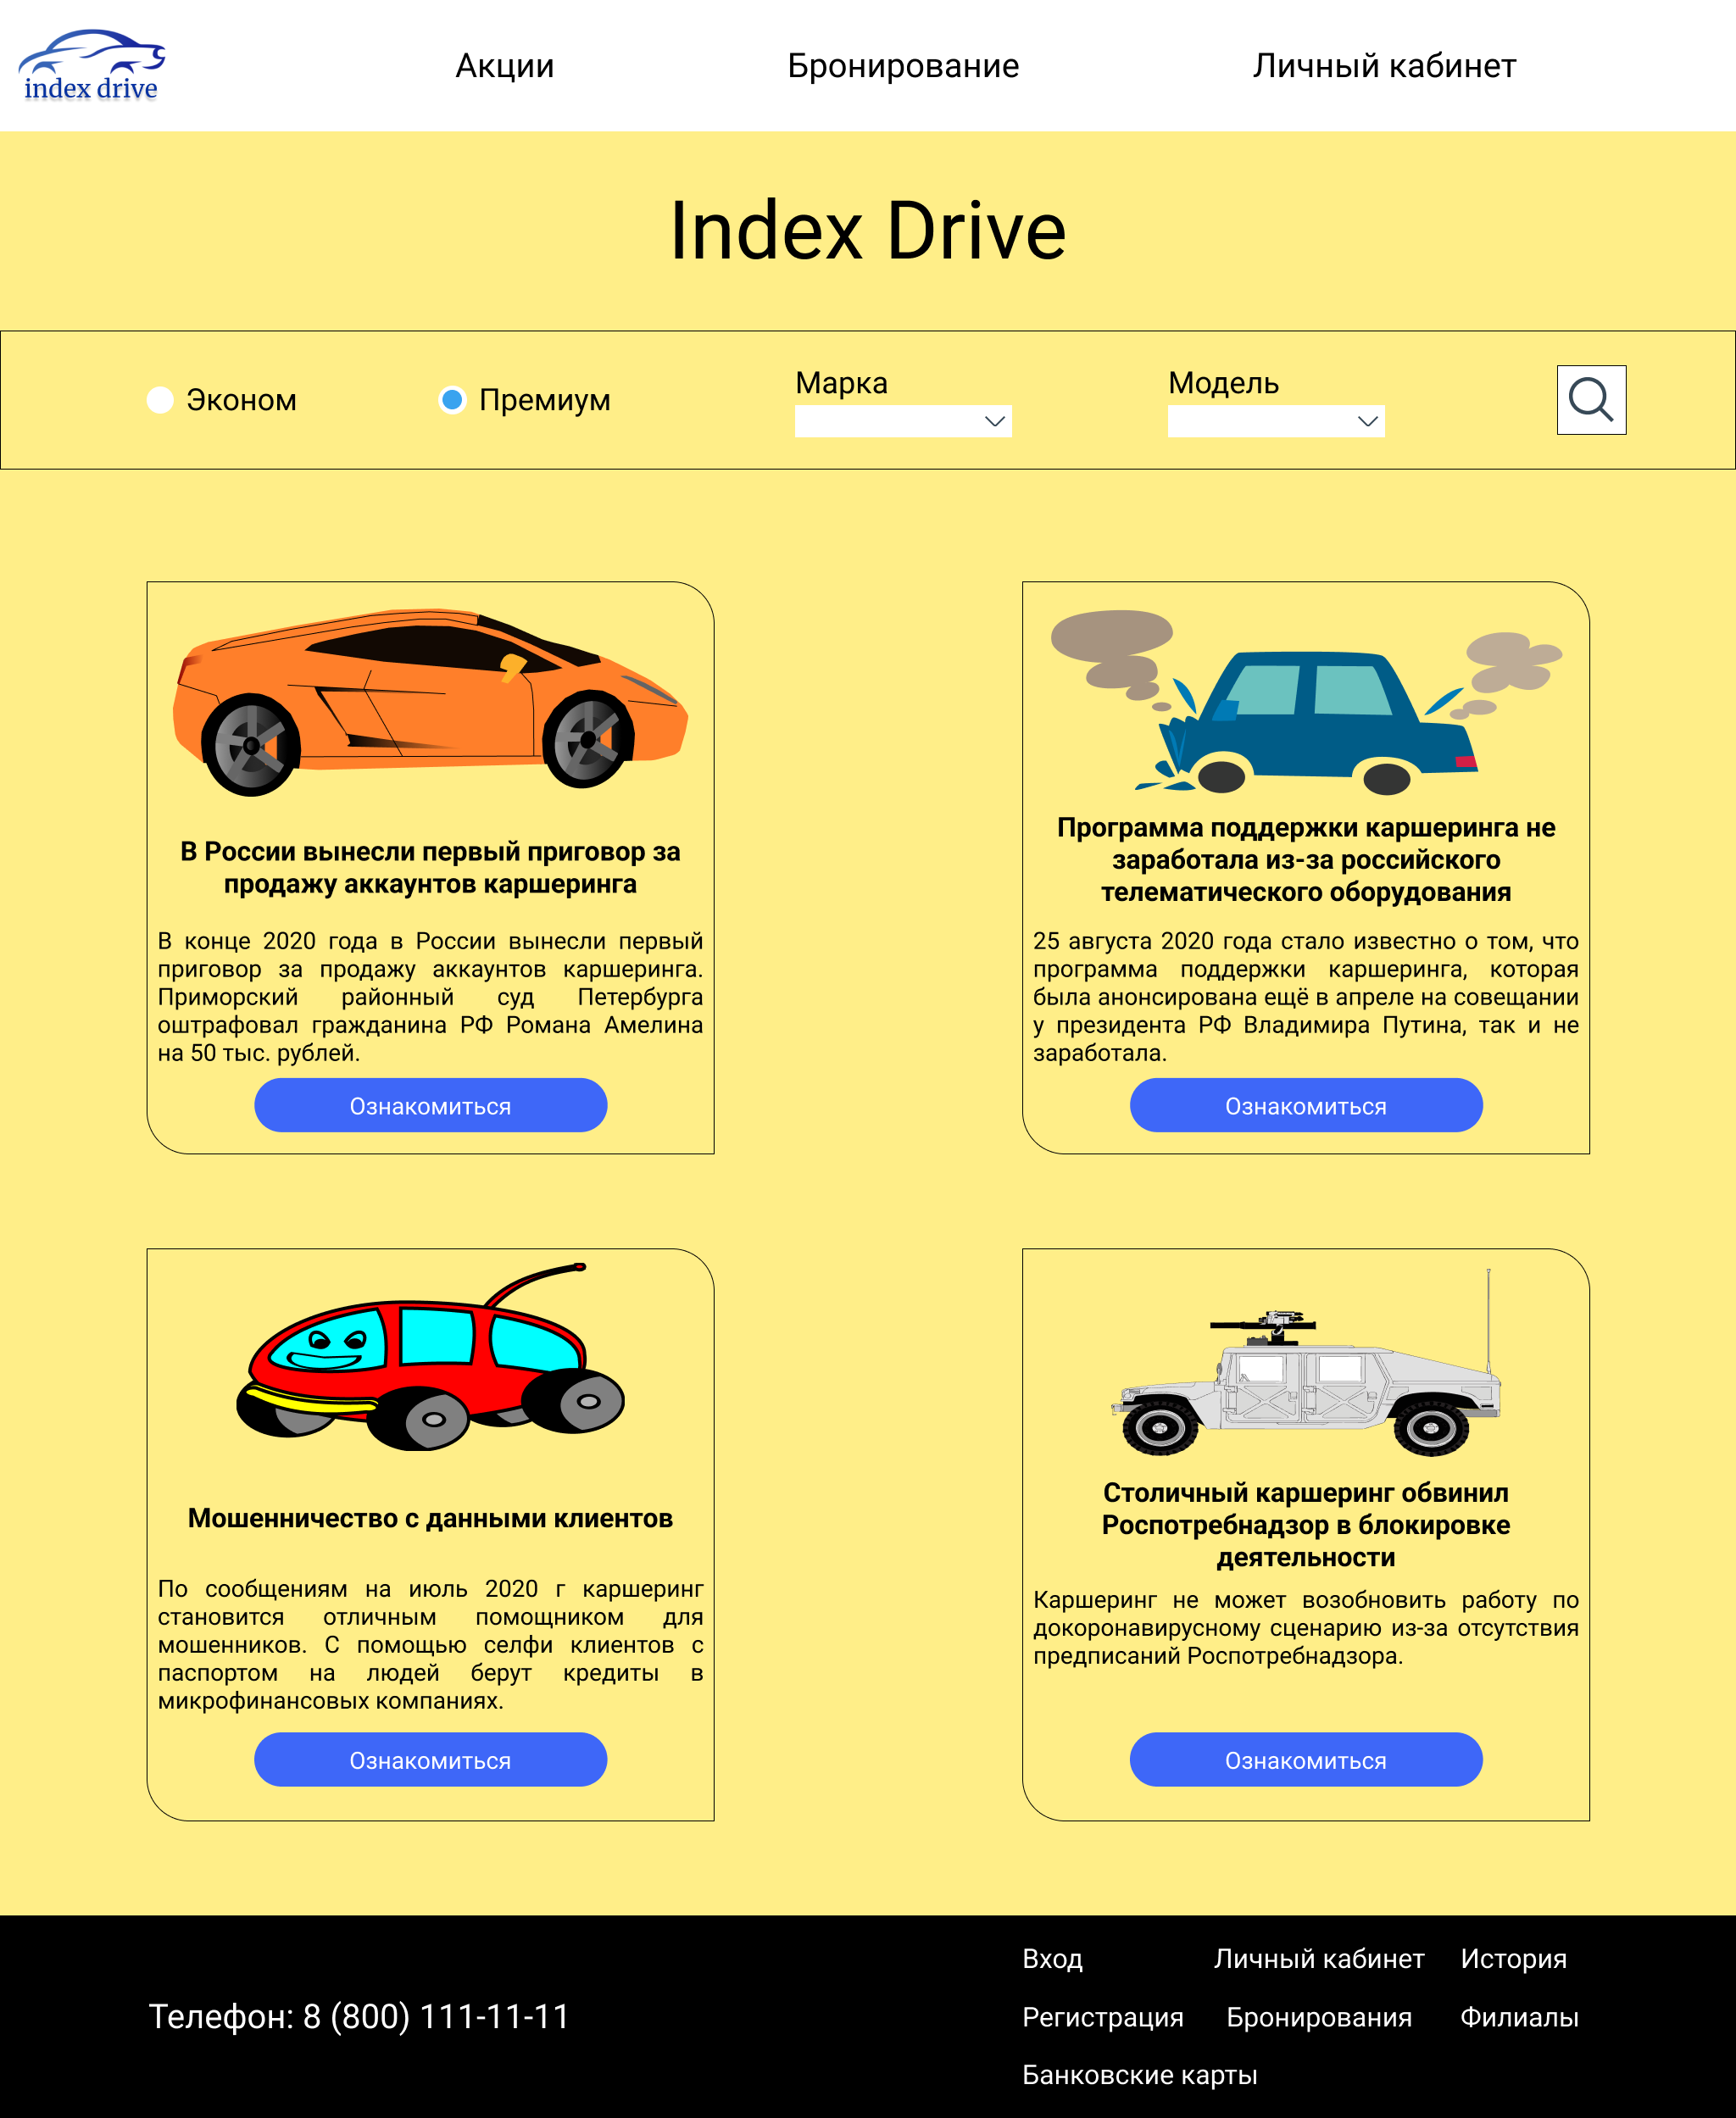 index drive
Акции
Бронирование
Личный кабинет
Index Drive
Эконом
Премиум
Марка
Модель
В России вынесли первый приговор за
продажу аккаунтов каршеринга
В конце 2020 года в России вынесли первый
приговор за продажу аккаунтов каршеринга.
Приморский районный суд Петербурга
оштрафовал гражданина РФ Романа Амелина
на 50 тыс. рублей.
Ознакомиться
Программа поддержки каршеринга не
заработала из-за российского
телематического оборудования
25 августа 2020 года стало известно о том, что
программа поддержки каршеринга, которая
была анонсирована ещё в апреле на совещании
у президента РФ Владимира Путина, так и не
заработала.
Ознакомиться
Мошенничество с данными клиентов
По сообщениям на июль 2020 г каршеринг
становится отличным помощником для
мошенников. С помощью селфи клиентов с
паспортом на людей берут кредиты в
микрофинансовых компаниях.
Ознакомиться
Столичный каршеринг обвинил
Роспотребнадзор в блокировке
деятельности
Каршеринг не может возобновить работу по
докоронавирусному сценарию из-за отсутствия
предписаний Роспотребнадзора.
Ознакомиться
Телефон: 8 (800) 111-11-11
Вход
Личный кабинет
История
Регистрация
Бронирования
Филиалы
Банковские карты